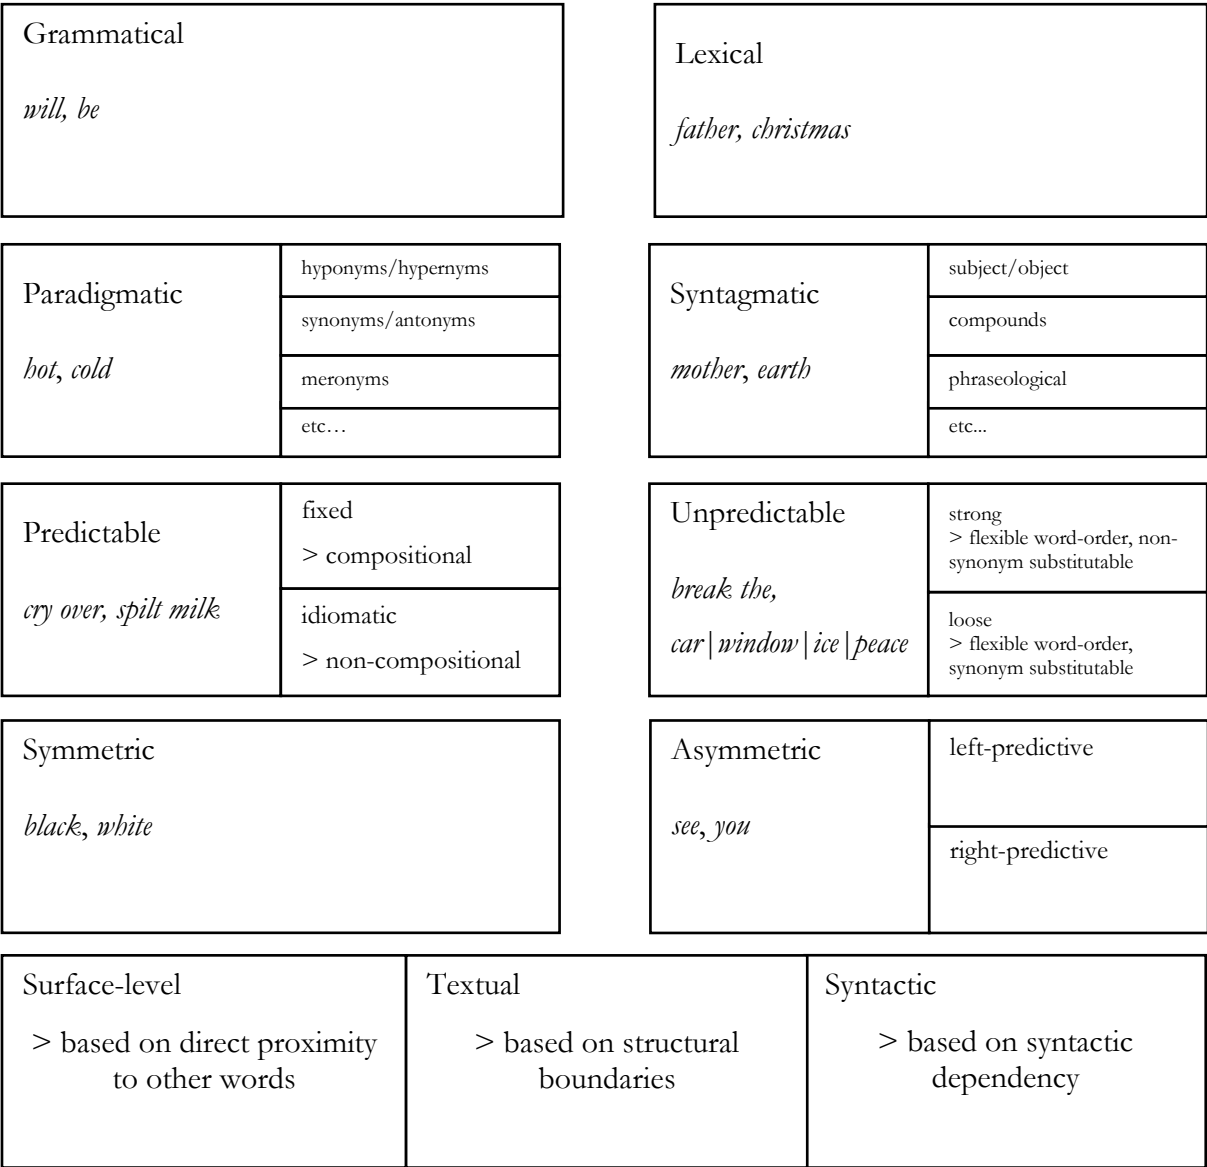 Grammatical
will, be
Lexical
father, christmas
Paradigmatic
hot, cold
hyponyms/hypernyms
synonyms/antonyms
meronyms
etc…
Syntagmatic
mother, earth
subject/object
compounds
phraseological
etc...
Predictable
cry over, spilt milk
fixed
> compositional
idiomatic
> non-compositional
Unpredictable
break the,
car|window|ice|peace
strong
> flexible word-order, non-
synonym substitutable
loose
> flexible word-order,
synonym substitutable
Symmetric
black, white
Asymmetric
see, you
left-predictive
right-predictive
Surface-level
> based on direct proximity
to other words
Textual
> based on structural
boundaries
Syntactic
> based on syntactic
dependency